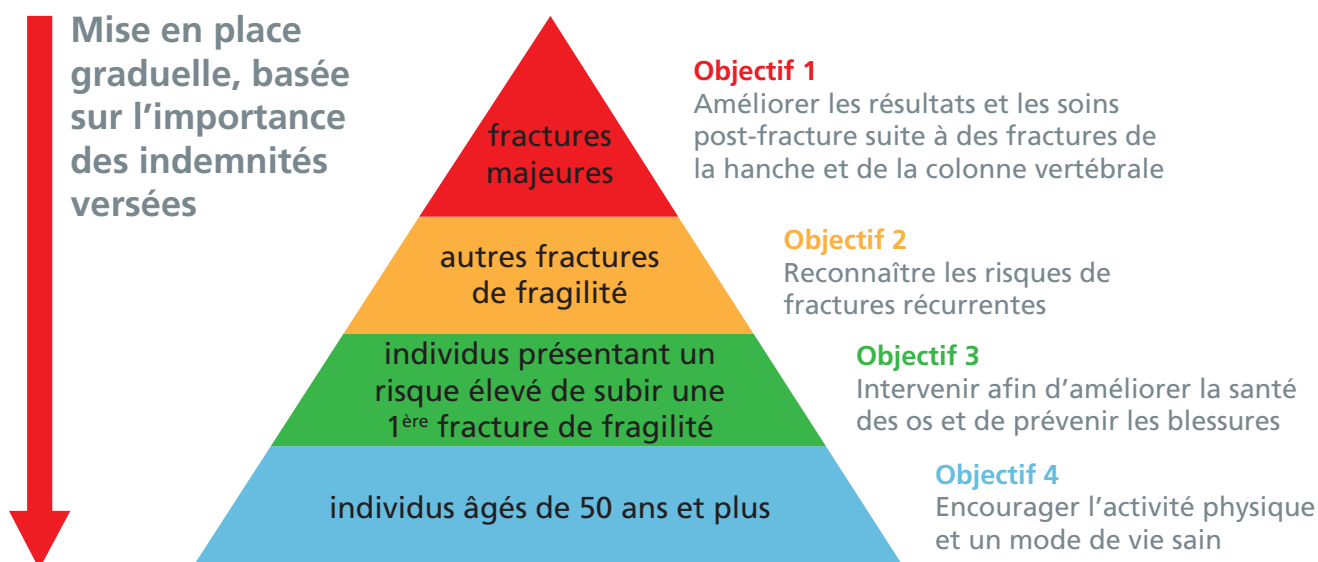 Mise en place
graduelle, basée
sur l’importance
des indemnités
versées
fractures
majeures
Objectif 1
Améliorer les résultats et les soins
post-fracture suite à des fractures de
la hanche et de la colonne vertébrale
autres fractures
de fragilité
Objectif 2
Reconnaître les risques de
fractures récurrentes
individus présentant un
risque élevé de subir une
1ère fracture de fragilité
Objectif 3
Intervenir afin d’améliorer la santé
des os et de prévenir les blessures
individus âgés de 50 ans et plus
Objectif 4
Encourager l’activité physique
et un mode de vie sain